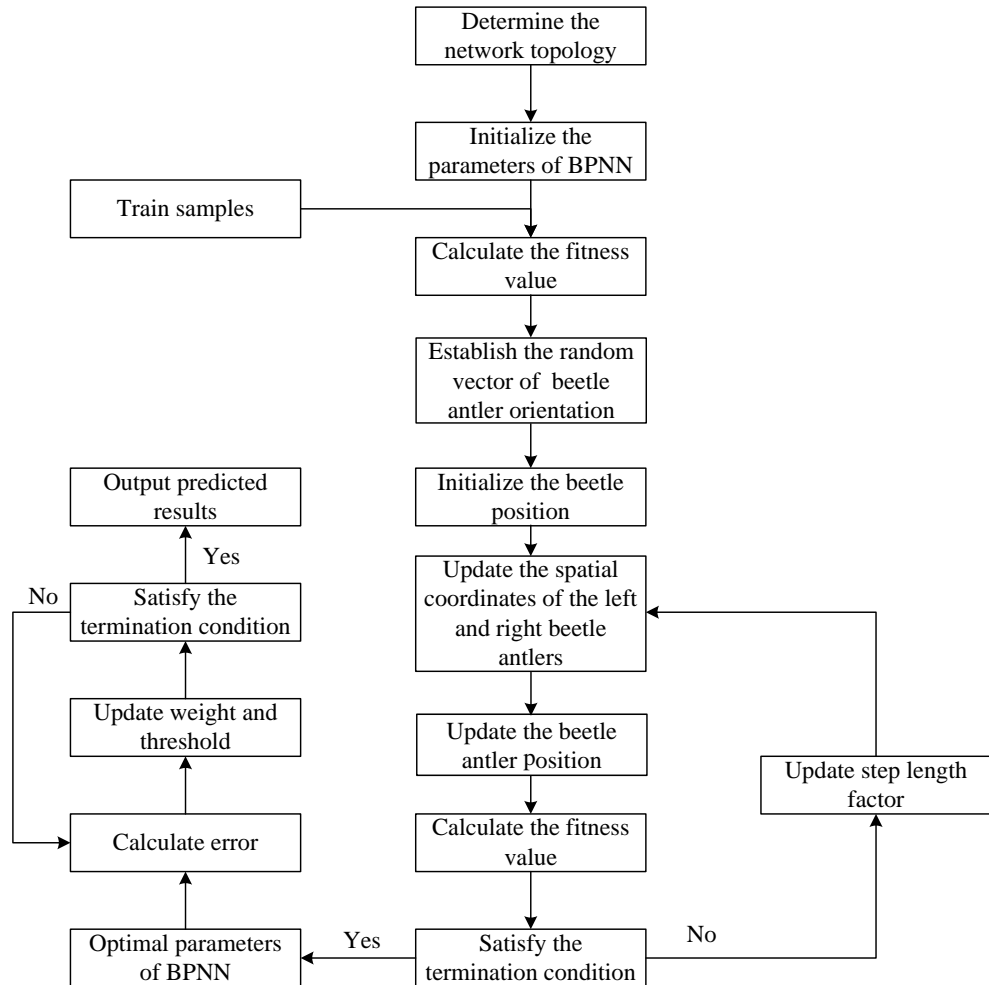 Determine the
network topology
Initialize the
parameters of BPNN
Train samples
Calculate the fitness
value
Establish the random
vector of beetle
antler orientation
Initialize the beetle
position
Update the spatial
coordinates of the left
and right beetle
antlers
Update the beetle
antler position
Calculate the fitness
value
Satisfy the
termination condition
No
Update step length
factor
Yes
Optimal parameters
of BPNN
Calculate error
Update weight and
threshold
Satisfy the
termination condition
No
Yes
Output predicted
results